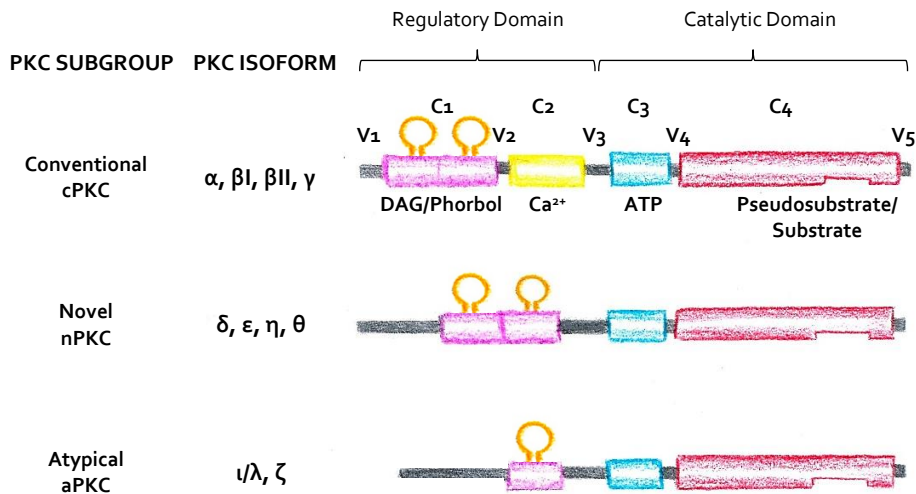 Regulatory Domain Catalytic Domain
PKC SUBGROUP PKC ISOFORM
C1 C2 C3 C4
V1 V2 V3 V4 V5
Conventional
cPKC
α, βI, βII, γ
DAG/Phorbol Ca²⁺ ATP Pseudosubstrate/
Substrate
Novel
nPKC
δ, ε, η, θ
Atypical
aPKC
ι/λ, ζ